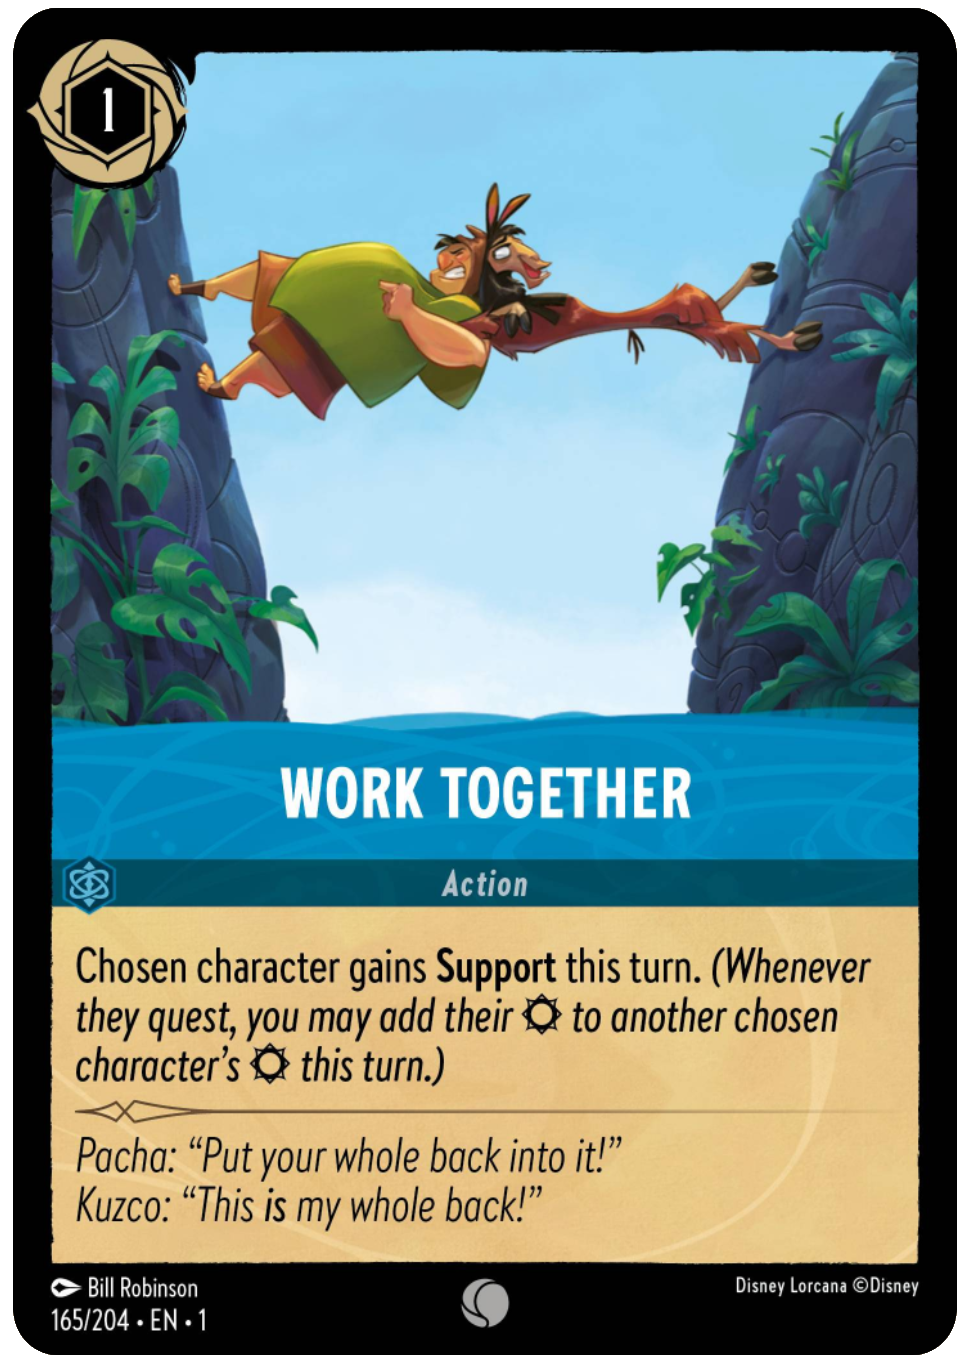 1
WORK TOGETHER
Action
Chosen character gains Support this turn. (Whenever
they quest, you may add their to another chosen
character's this turn.)
Pacha: “Put your whole back into it!”
Kuzco: “This is my whole back!”
Bill Robinson
Disney Lorcana ©Disney
165/204 • EN • 1